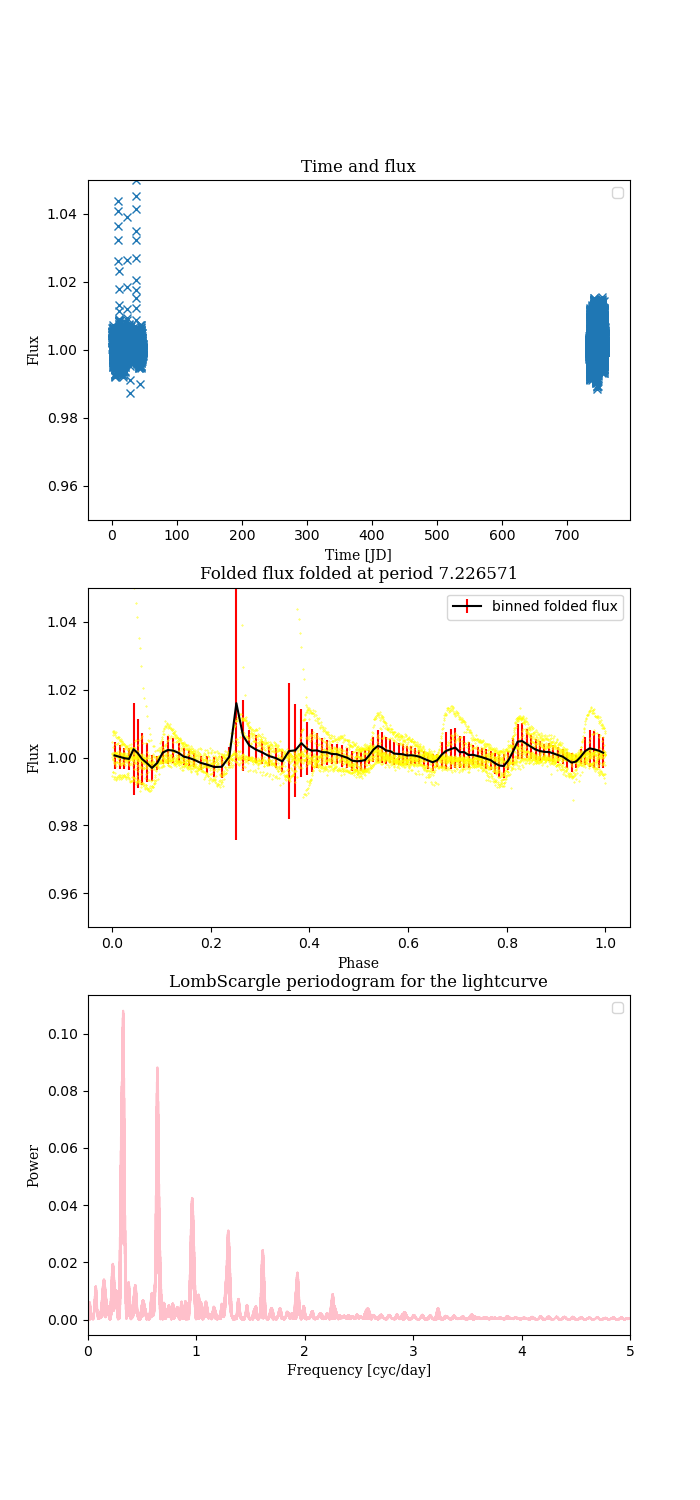 Time and flux
1.04
1.02
1.00
0.98
0.96
Flux
0 100 200 300 400 500 600 700
Time [JD]
Folded flux folded at period 7.226571
binned folded flux
1.04
1.02
1.00
0.98
0.96
Flux
0.0 0.2 0.4 0.6 0.8 1.0
Phase
LombScargle periodogram for the lightcurve
0.10
0.08
0.06
0.04
0.02
0.00
Power
0 1 2 3 4 5
Frequency [cyc/day]